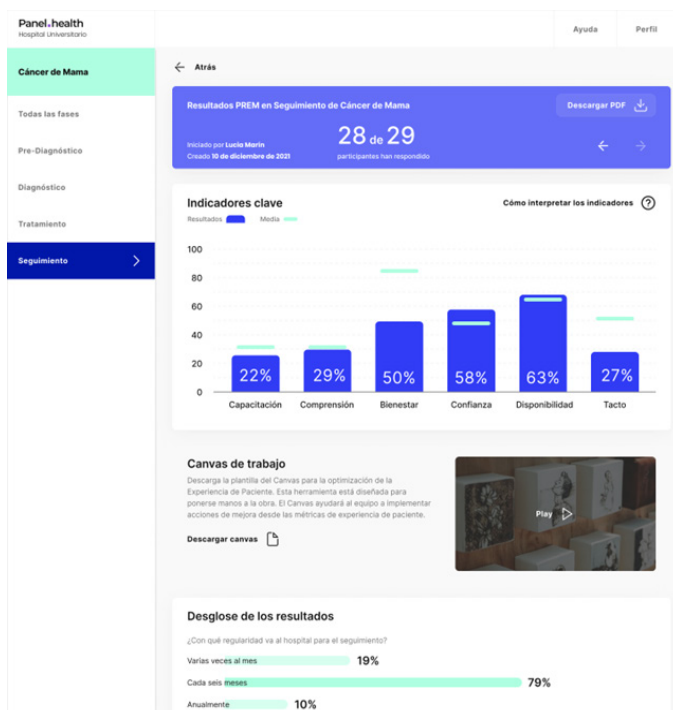 Panel.health
Hospital Universitario
Ayuda
Perfil
Cáncer de Mama
Todas las fases
Pre-Diagnóstico
Diagnóstico
Tratamiento
Seguimiento
Atrás
Resultados PREM en Seguimiento de Cáncer de Mama
Descargar PDF
Iniciado por Lucía Marín
Creado 10 de diciembre de 2021
28 de 29
participantes han respondido
Indicadores clave
Cómo interpretar los indicadores ?
Resultados
Media
100
80
60
40
20
0
22%
29%
50%
58%
63%
27%
Capacitación
Comprensión
Bienestar
Confianza
Disponibilidad
Tacto
Canvas de trabajo
Descarga la plantilla del Canvas para la optimización de la
Experiencia de Paciente. Esta herramienta está diseñada para
ponerse manos a la obra. El Canvas ayudará al equipo a implementar
acciones de mejora desde las métricas de experiencia de paciente.
Descargar canvas
Play
Desglose de los resultados
¿Con qué regularidad va al hospital para el seguimiento?
Varias veces al mes
19%
Cada seis meses
79%
Anualmente
10%